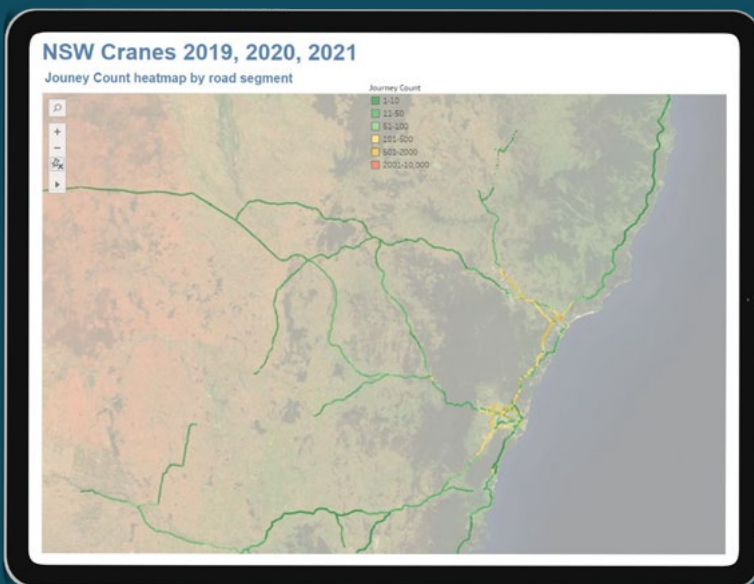 NSW Cranes 2019, 2020, 2021
Jouney Count heatmap by road segment
Journey Count
1-10
11-50
51-100
101-500
501-2000
2001-10,000